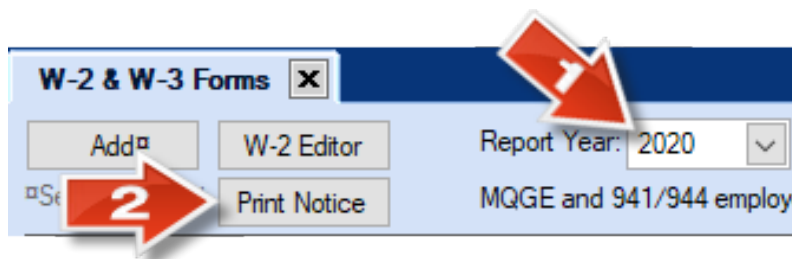 W-2 & W-3 Forms X
1
Add¤ W-2 Editor Report Year: 2020
2 Print Notice MQGE and 941/944 employ